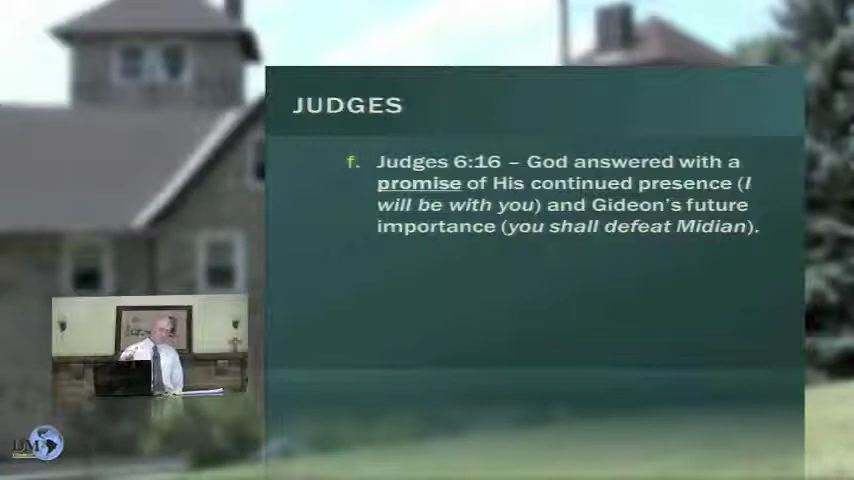 JUDGES
f. Judges 6:16 – God answered with a
promise of His continued presence (I
will be with you) and Gideon's future
importance (you shall defeat Midian).